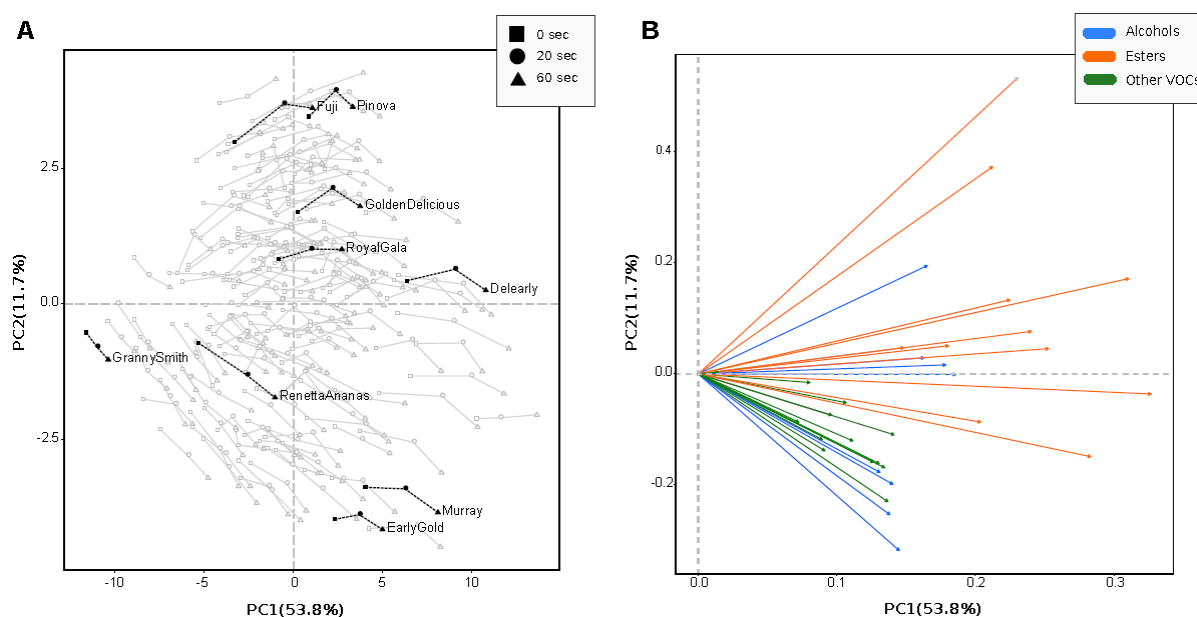 A
0 sec
20 sec
60 sec
Fuji
Pinova
GoldenDelicious
RoyalGala
Delearly
GrannySmith
RenettaAnanas
Murray
EarlyGold
2.5
0.0
-2.5
-10
-5
0
5
10
PC2(11.7%)
PC1(53.8%)
B
Alcohols
Esters
Other VOCs
0.4
0.2
0.0
-0.2
0.0
0.1
0.2
0.3
PC2(11.7%)
PC1(53.8%)